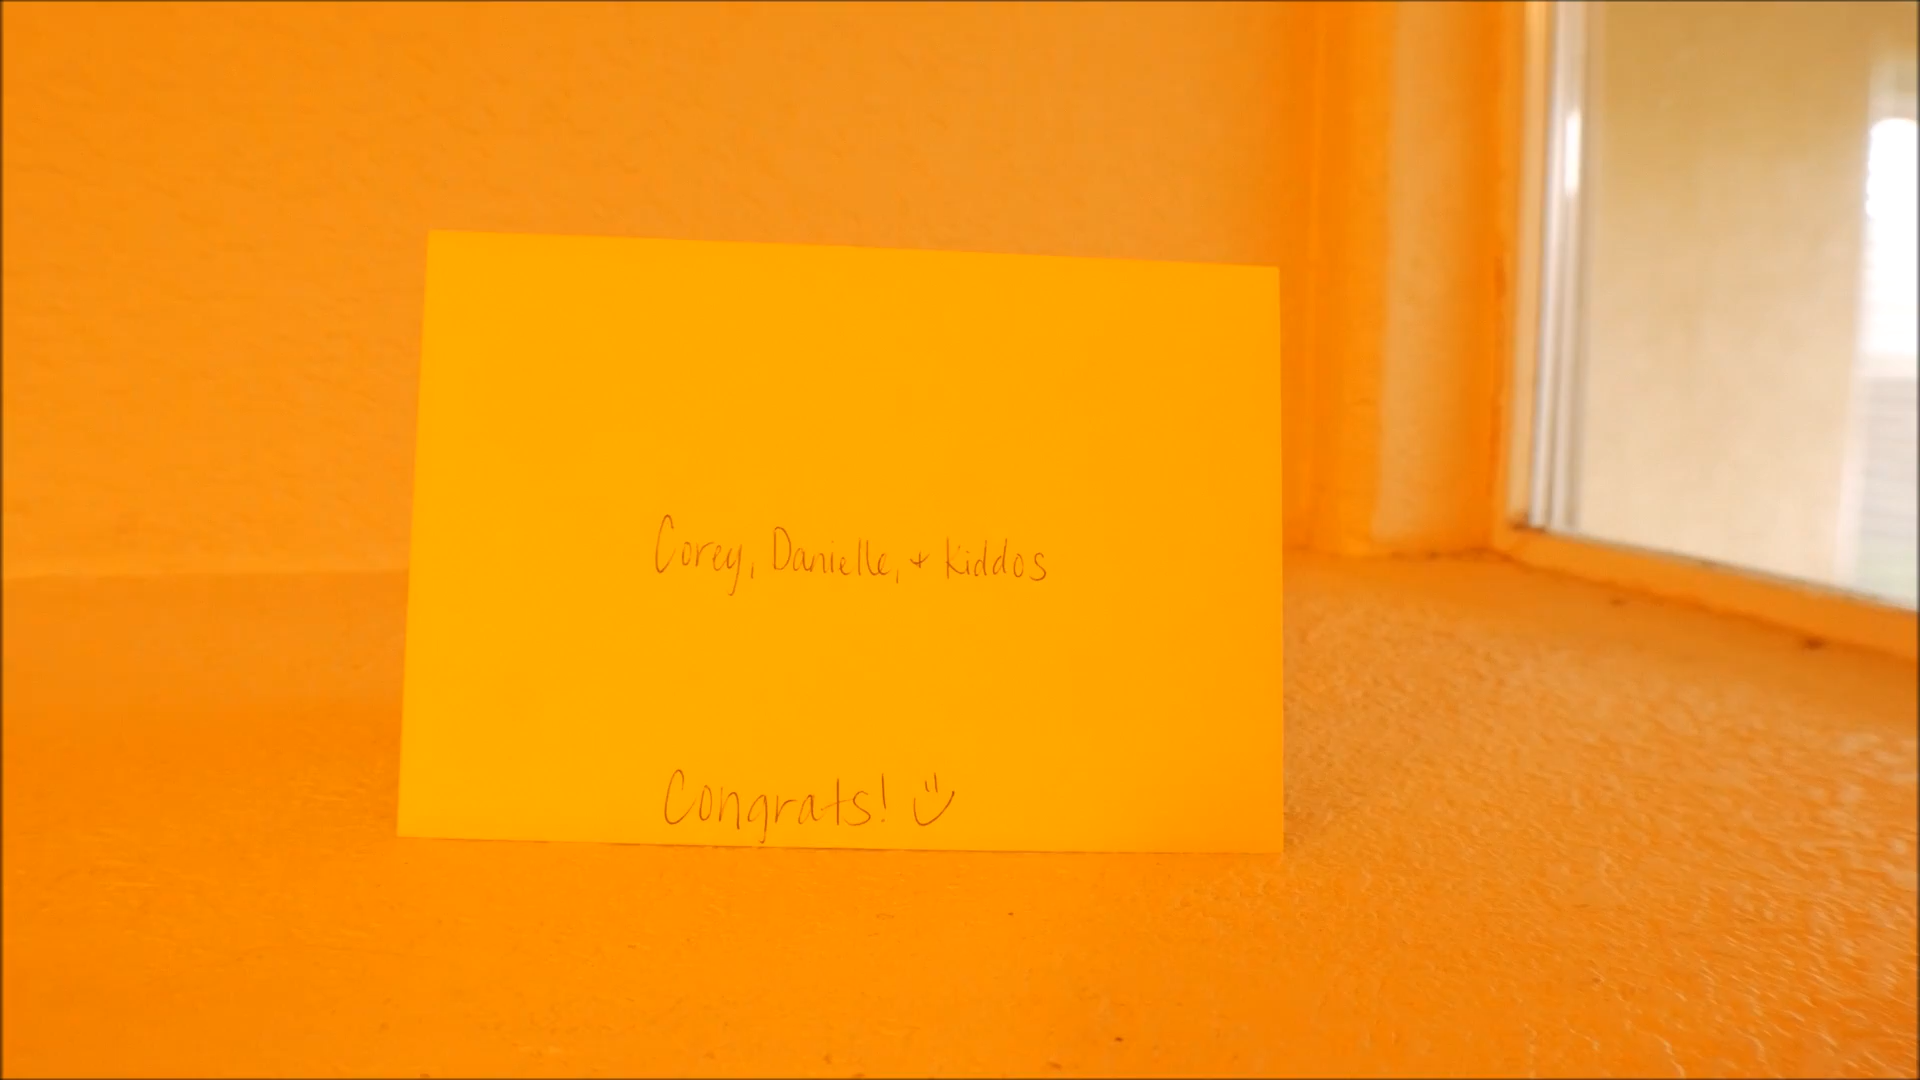 Corey, Danielle, + Kiddos
Congrats! :)